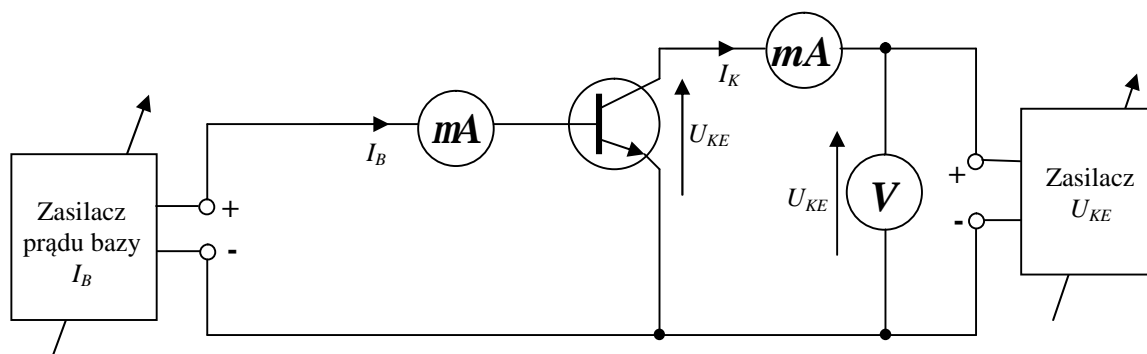 Zasilacz
prądu bazy
I_B
+
-
I_B
mA
U_KE
I_K
mA
U_KE
V
+
-
Zasilacz
U_KE